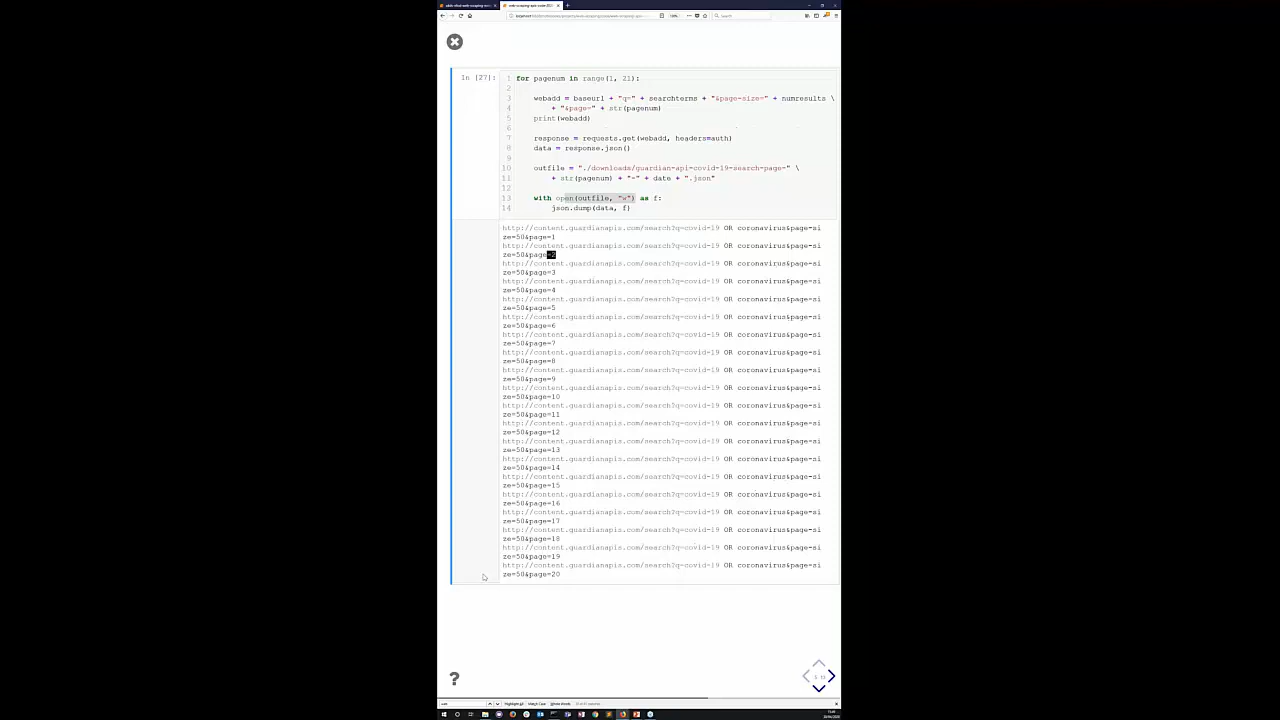 In [27]:
1 for pagenum in range(1, 21):
2
3 webadd = baseurl + "q=" + searchterms + "&page-size=" + numresults \
4 + "&page=" + str(pagenum)
5 print(webadd)
6
7 response = requests.get(webadd, headers=auth)
8 data = response.json()
9
10 outfile = "./downloads/guardian-api-covid-19-search-page-" \
11 + str(pagenum) + "-" + date + ".json"
12
13 with open(outfile, "w") as f:
14 json.dump(data, f)
http://content.guardianapis.com/search?q=covid-19 OR coronavirus&page-si
ze=50&page=1
http://content.guardianapis.com/search?q=covid-19 OR coronavirus&page-si
ze=50&page=2
http://content.guardianapis.com/search?q=covid-19 OR coronavirus&page-si
ze=50&page=3
http://content.guardianapis.com/search?q=covid-19 OR coronavirus&page-si
ze=50&page=4
http://content.guardianapis.com/search?q=covid-19 OR coronavirus&page-si
ze=50&page=5
http://content.guardianapis.com/search?q=covid-19 OR coronavirus&page-si
ze=50&page=6
http://content.guardianapis.com/search?q=covid-19 OR coronavirus&page-si
ze=50&page=7
http://content.guardianapis.com/search?q=covid-19 OR coronavirus&page-si
ze=50&page=8
http://content.guardianapis.com/search?q=covid-19 OR coronavirus&page-si
ze=50&page=9
http://content.guardianapis.com/search?q=covid-19 OR coronavirus&page-si
ze=50&page=10
http://content.guardianapis.com/search?q=covid-19 OR coronavirus&page-si
ze=50&page=11
http://content.guardianapis.com/search?q=covid-19 OR coronavirus&page-si
ze=50&page=12
http://content.guardianapis.com/search?q=covid-19 OR coronavirus&page-si
ze=50&page=13
http://content.guardianapis.com/search?q=covid-19 OR coronavirus&page-si
ze=50&page=14
http://content.guardianapis.com/search?q=covid-19 OR coronavirus&page-si
ze=50&page=15
http://content.guardianapis.com/search?q=covid-19 OR coronavirus&page-si
ze=50&page=16
http://content.guardianapis.com/search?q=covid-19 OR coronavirus&page-si
ze=50&page=17
http://content.guardianapis.com/search?q=covid-19 OR coronavirus&page-si
ze=50&page=18
http://content.guardianapis.com/search?q=covid-19 OR coronavirus&page-si
ze=50&page=19
http://content.guardianapis.com/search?q=covid-19 OR coronavirus&page-si
ze=50&page=20
?
Highlight All Match Case Whole Words